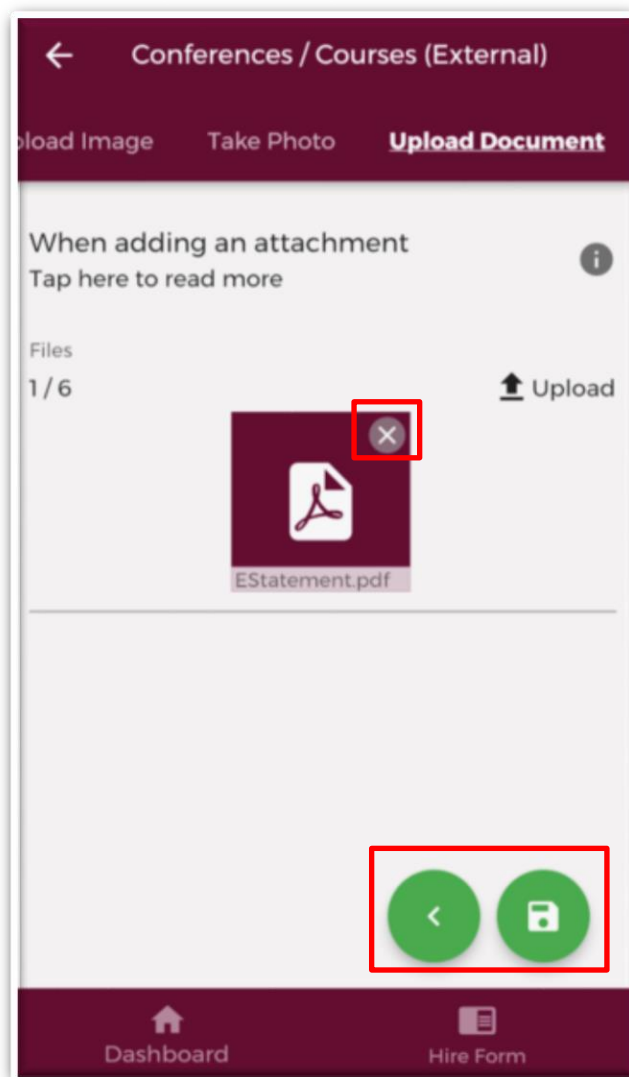 Conferences / Courses (External)
pload Image Take Photo Upload Document
When adding an attachment
Tap here to read more
Files
1 / 6 Upload
EStatement.pdf
Dashboard Hire Form